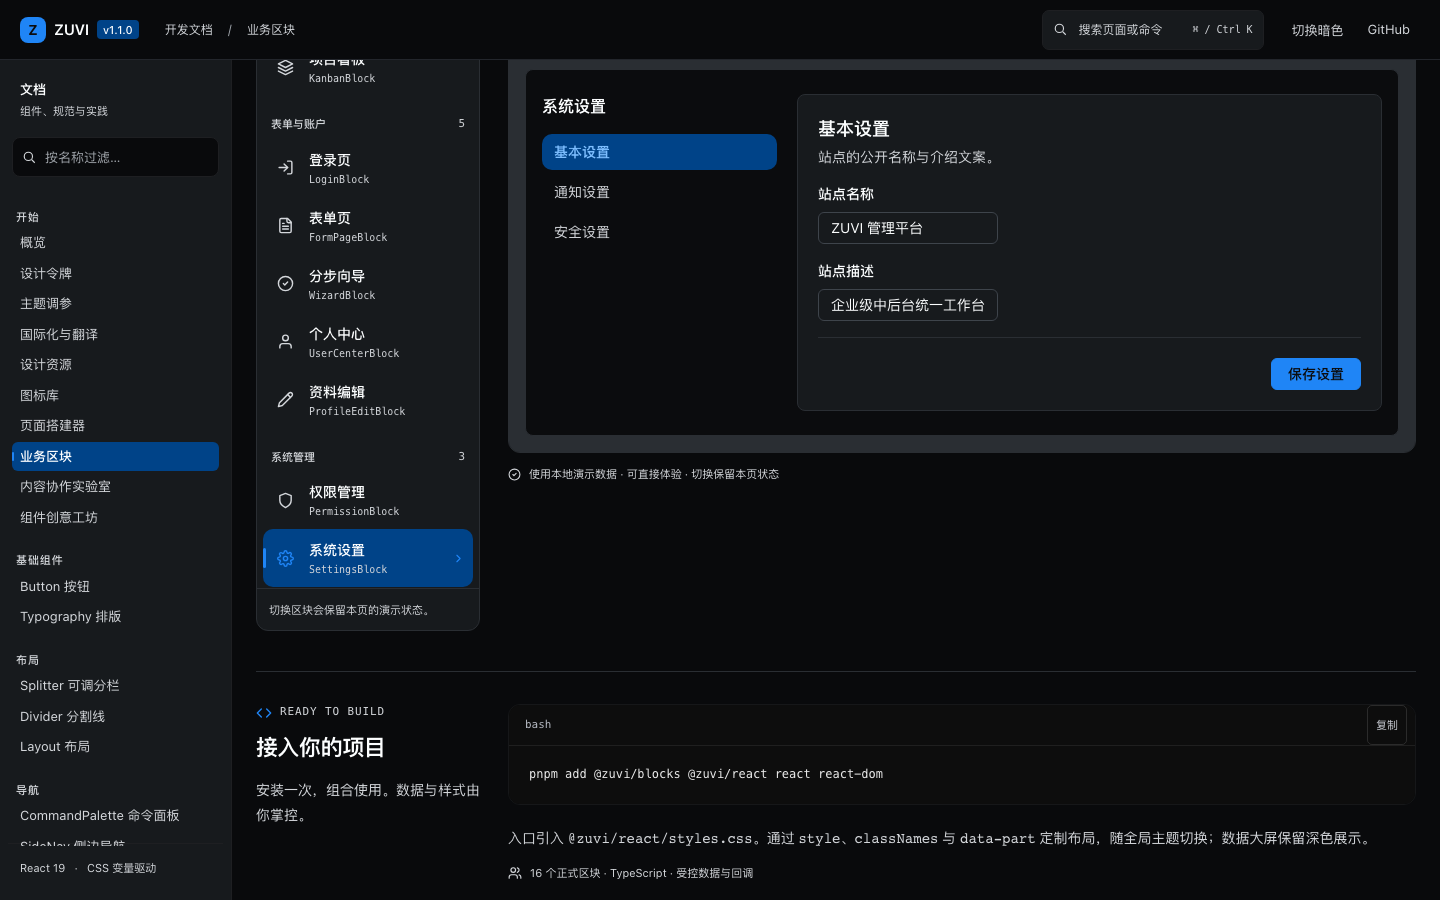 Z ZUVI v1.1.0 开发文档 / 业务区块 搜索页面或命令 ⌘ / Ctrl K 切换暗色 GitHub
文档
组件、规范与实践
按名称过滤...
开始
概览
设计令牌
主题调参
国际化与翻译
设计资源
图标库
页面搭建器
业务区块
内容协作实验室
组件创意工坊
基础组件
Button 按钮
Typography 排版
布局
Splitter 可调分栏
Divider 分割线
Layout 布局
导航
CommandPalette 命令面板
SideNav 侧边导航
React 19 · CSS 变量驱动
项目看板
KanbanBlock
表单与账户 5
登录页
LoginBlock
表单页
FormPageBlock
分步向导
WizardBlock
个人中心
UserCenterBlock
资料编辑
ProfileEditBlock
系统管理 3
权限管理
PermissionBlock
系统设置
SettingsBlock
切换区块会保留本页的演示状态。
系统设置
基本设置
通知设置
安全设置
基本设置
站点的公开名称与介绍文案。
站点名称
ZUVI 管理平台
站点描述
企业级中后台统一工作台
保存设置
使用本地演示数据 · 可直接体验 · 切换保留本页状态
READY TO BUILD
接入你的项目
安装一次，组合使用。数据与样式由
你掌控。
bash
复制
pnpm add @zuvi/blocks @zuvi/react react react-dom
入口引入 @zuvi/react/styles.css。通过 style、classNames 与 data-part 定制布局，随全局主题切换；数据大屏保留深色展示。
16 个正式区块 · TypeScript · 受控数据与回调